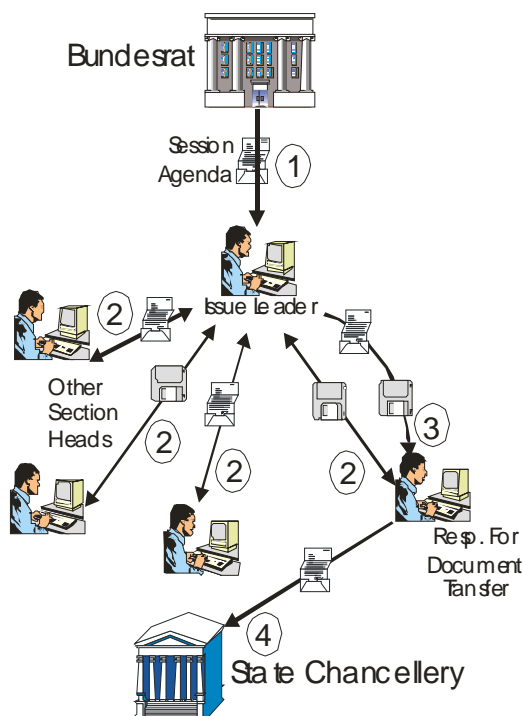 Bundesrat
Session
Agenda
1
Issue Leader
2
Other
Section
Heads
2
2
2
3
Resp. For
Document
Transfer
4
State Chancellery